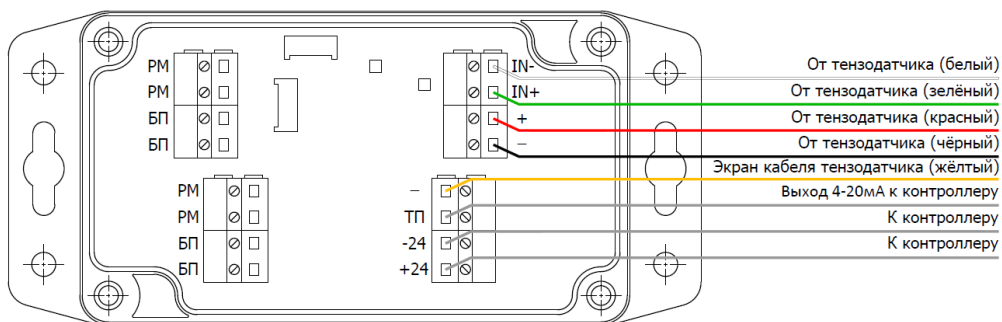 РМ
РМ
БП
БП
IN- От тензодатчика (белый)
IN+ От тензодатчика (зелёный)
+ От тензодатчика (красный)
− От тензодатчика (чёрный)
РМ
РМ
БП
БП
− Экран кабеля тензодатчика (жёлтый)
ТП Выход 4-20мА к контроллеру
-24 К контроллеру
+24 К контроллеру